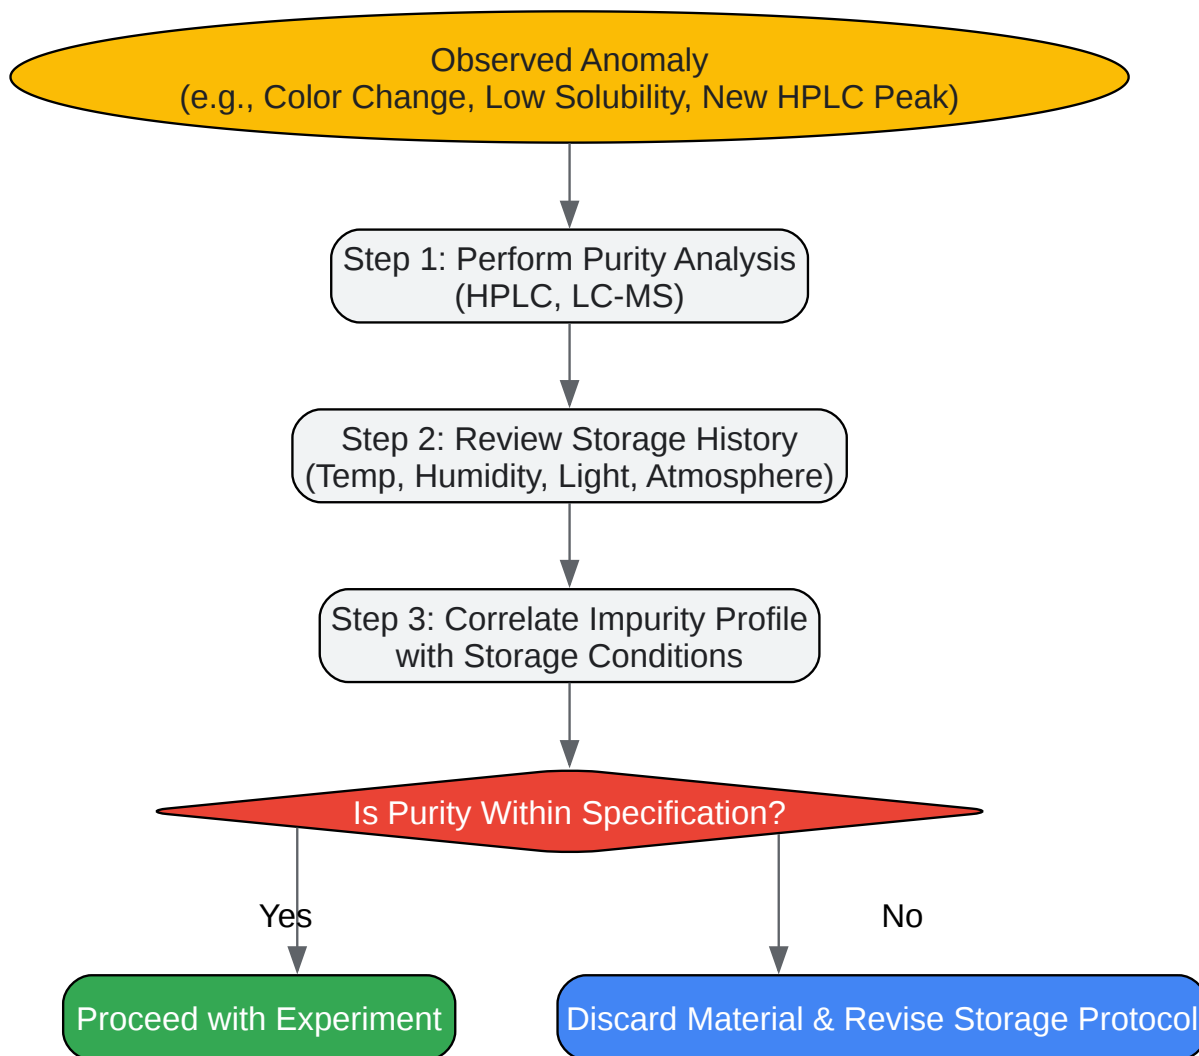 Observed Anomaly
(e.g., Color Change, Low Solubility, New HPLC Peak)
Step 1: Perform Purity Analysis
(HPLC, LC-MS)
Step 2: Review Storage History
(Temp, Humidity, Light, Atmosphere)
Step 3: Correlate Impurity Profile
with Storage Conditions
Is Purity Within Specification?
Yes
No
Proceed with Experiment
Discard Material & Revise Storage Protocol